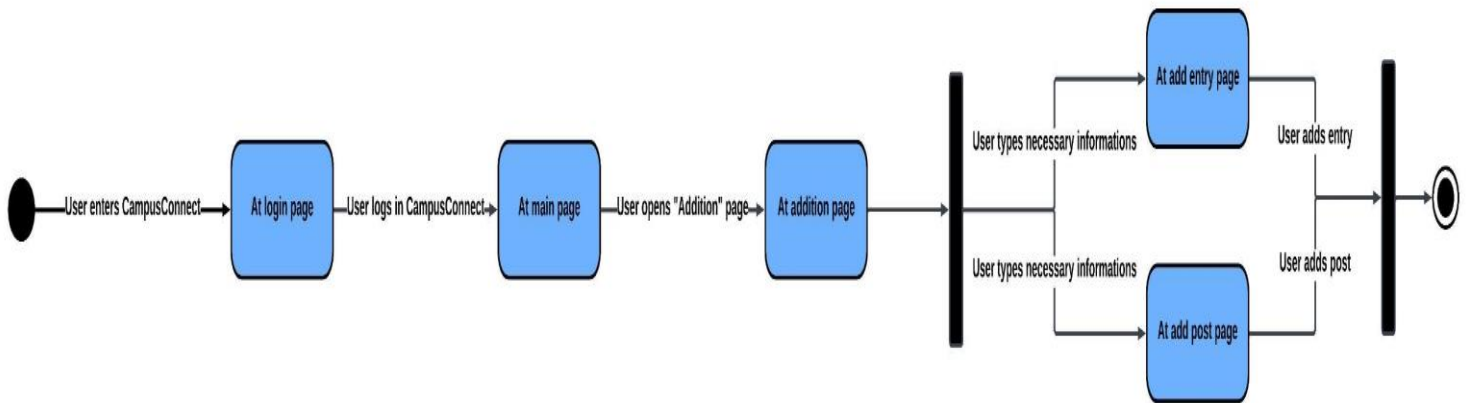 At add entry page
User types necessary informations
User adds entry
User enters CampusConnect
At login page
User logs in CampusConnect
At main page
User opens "Addition" page
At addition page
User types necessary informations
User adds post
At add post page